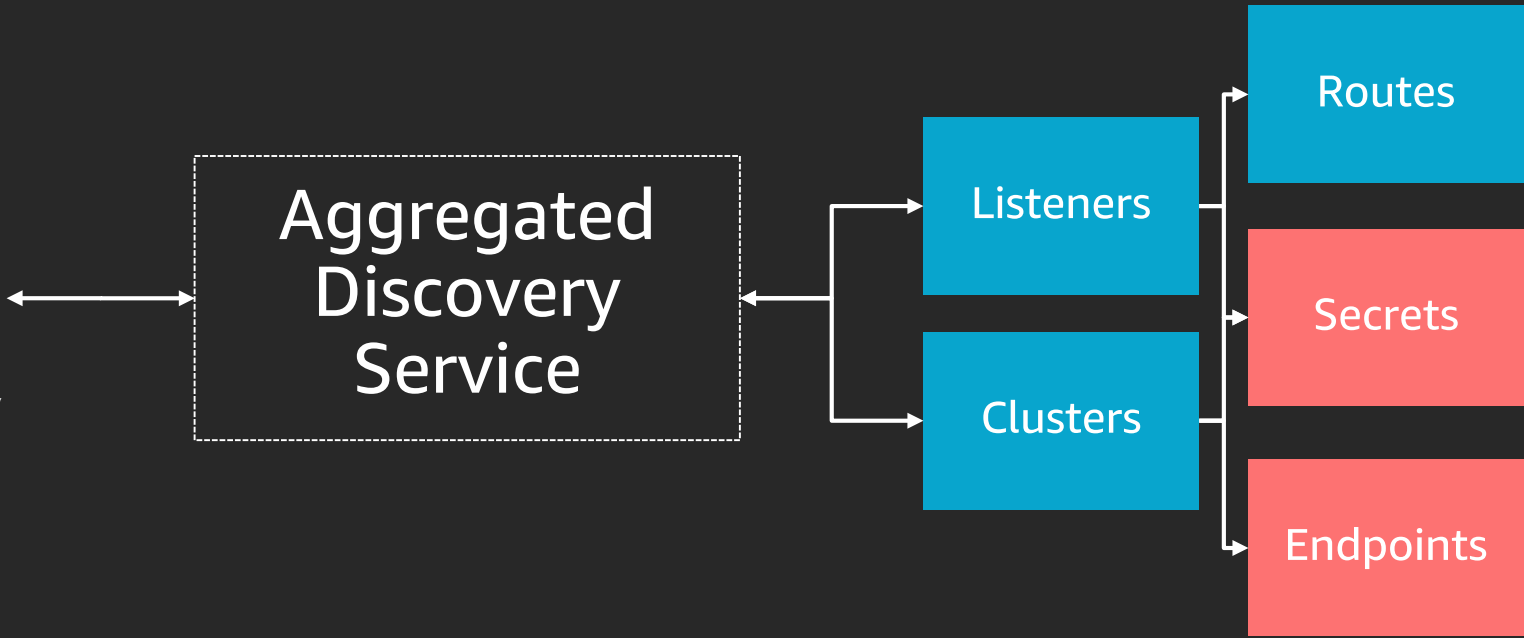 Aggregated
Discovery
Service
Listeners
Clusters
Routes
Secrets
Endpoints